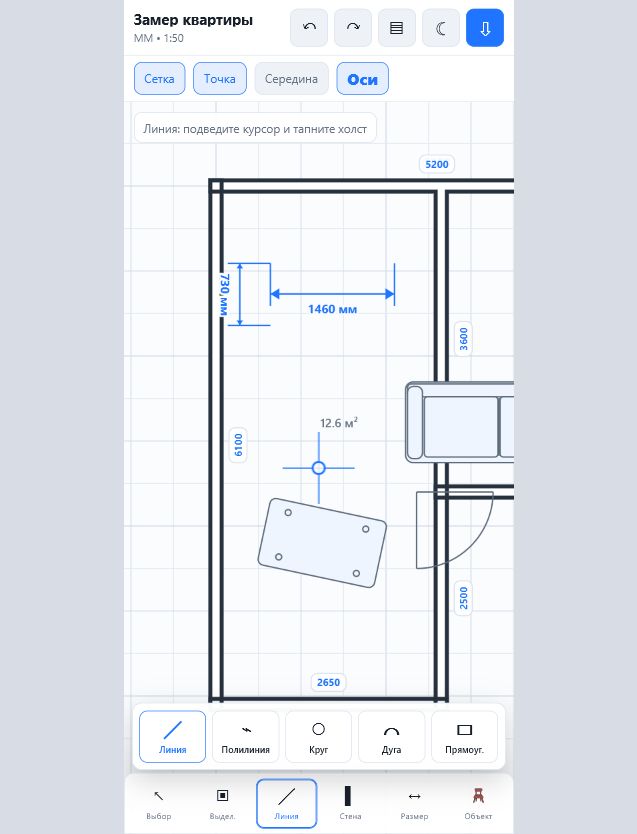 Замер квартиры
ММ • 1:50
Сетка
Точка
Середина
Оси
Линия: подведите курсор и тапните холст
5200
730 мм
1460 мм
3600
12.6 м²
6100
2500
2650
Линия
Полилиния
Круг
Дуга
Прямоуг.
Выбор
Выдел.
Линия
Стена
Размер
Объект